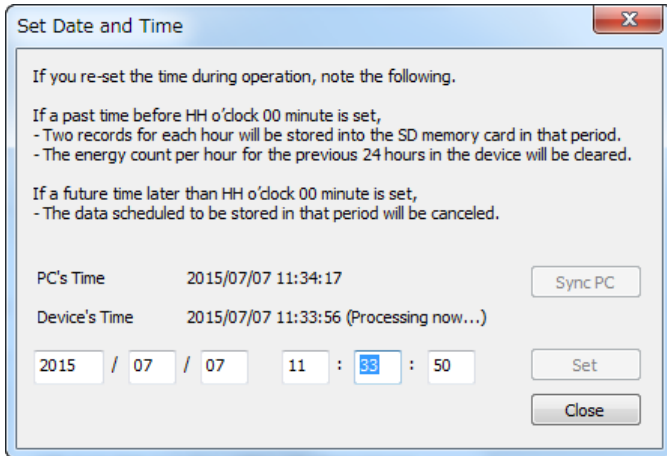 Set Date and Time
If you re-set the time during operation, note the following.
If a past time before HH o'clock 00 minute is set,
- Two records for each hour will be stored into the SD memory card in that period.
- The energy count per hour for the previous 24 hours in the device will be cleared.
If a future time later than HH o'clock 00 minute is set,
- The data scheduled to be stored in that period will be canceled.
PC's Time 2015/07/07 11:34:17 Sync PC
Device's Time 2015/07/07 11:33:56 (Processing now...)
2015 / 07 / 07 11 : 33 : 50 Set
Close